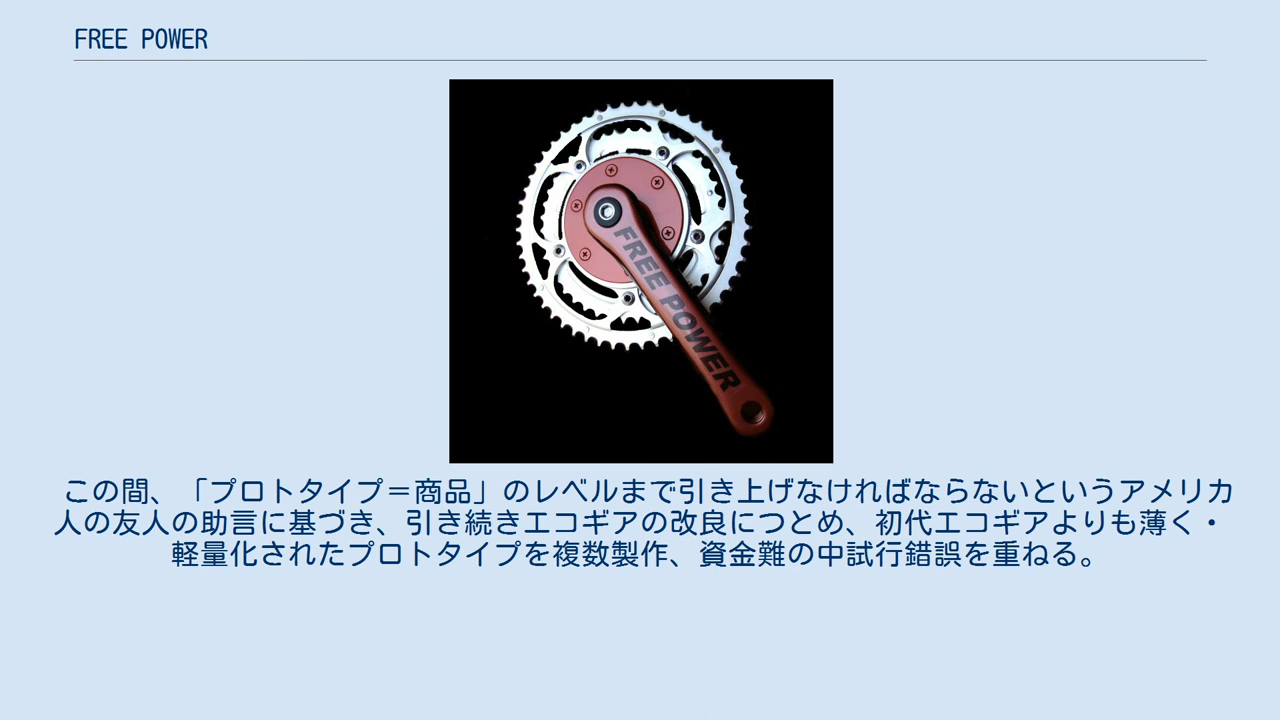 FREE POWER
FREE POWER
この間、「プロトタイプ＝商品」のレベルまで引き上げなければならないというアメリカ
人の友人の助言に基づき、引き続きエコギアの改良につとめ、初代エコギアよりも薄く・
軽量化されたプロトタイプを複数製作、資金難の中試行錯誤を重ねる。